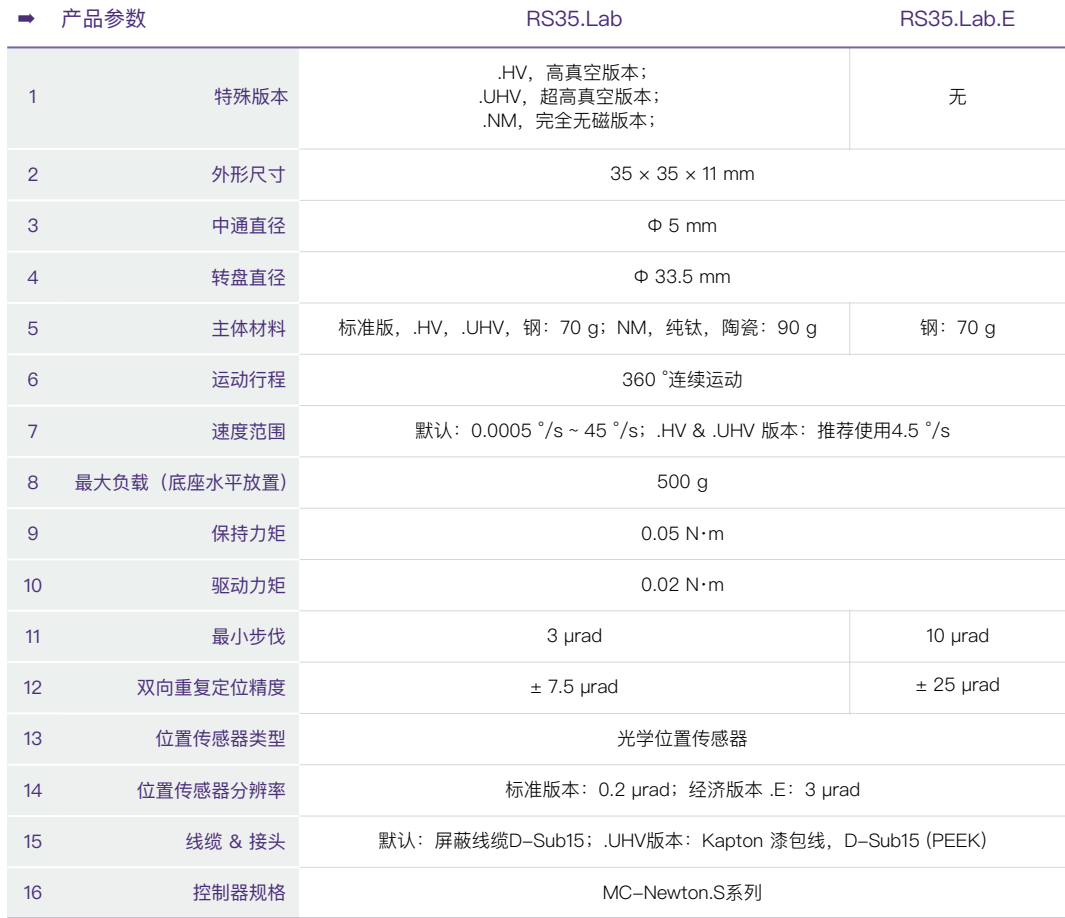 ➡ 产品参数 RS35.Lab RS35.Lab.E
1 特殊版本 .HV，高真空版本； 无
.UHV，超高真空版本；
.NM，完全无磁版本；
2 外形尺寸 35 × 35 × 11 mm
3 中通直径 Φ 5 mm
4 转盘直径 Φ 33.5 mm
5 主体材料 标准版，.HV，.UHV，钢：70 g；NM，纯钛，陶瓷：90 g 钢：70 g
6 运动行程 360 °连续运动
7 速度范围 默认：0.0005 °/s ~ 45 °/s；.HV & .UHV 版本：推荐使用4.5 °/s
8 最大负载（底座水平放置） 500 g
9 保持力矩 0.05 N·m
10 驱动力矩 0.02 N·m
11 最小步伐 3 μrad 10 μrad
12 双向重复定位精度 ± 7.5 μrad ± 25 μrad
13 位置传感器类型 光学位置传感器
14 位置传感器分辨率 标准版本：0.2 μrad；经济版本 .E：3 μrad
15 线缆 & 接头 默认：屏蔽线缆D-Sub15；.UHV版本：Kapton 漆包线，D-Sub15 (PEEK)
16 控制器规格 MC-Newton.S系列